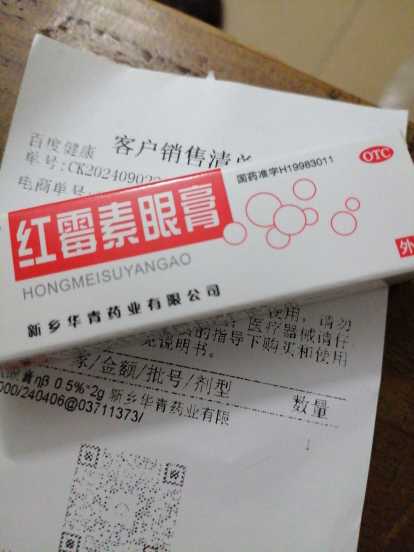 百度健康
客户销售清
单号:CK20240902
电商单号
国药准字H19983011
OTC
红霉素眼膏
外
HONGMEISUYANGAO
新乡华青药业有限公司
使用,请勿
医疗器械请仔
说明书。的指导下购买和使用
/金额/批号/剂型
数量
膏ηβ 0.5%*2g 新乡华青药业有限
000/240406@03711373/
1